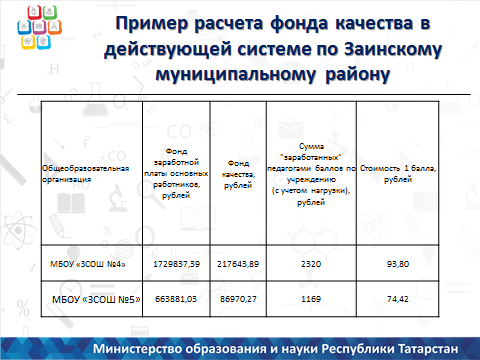 Пример расчета фонда качества в
действующей системе по Заинскому
муниципальному району
Общеобразовательная
организация
Фонд
заработной
платы основных
работников,
рублей
Фонд
качества,
рублей
Сумма
"заработанных"
педагогами баллов по
учреждению
(с учетом нагрузки),
рублей
Стоимость 1 балла,
рублей
МБОУ «ЗСОШ №4» 1729837,39 217643,89 2320 93,80
МБОУ «ЗСОШ №5» 663881,03 86970,27 1169 74,42
Министерство образования и науки Республики Татарстан